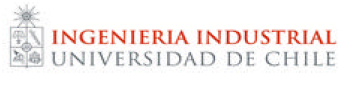 INGENIERIA INDUSTRIAL
UNIVERSIDAD DE CHILE